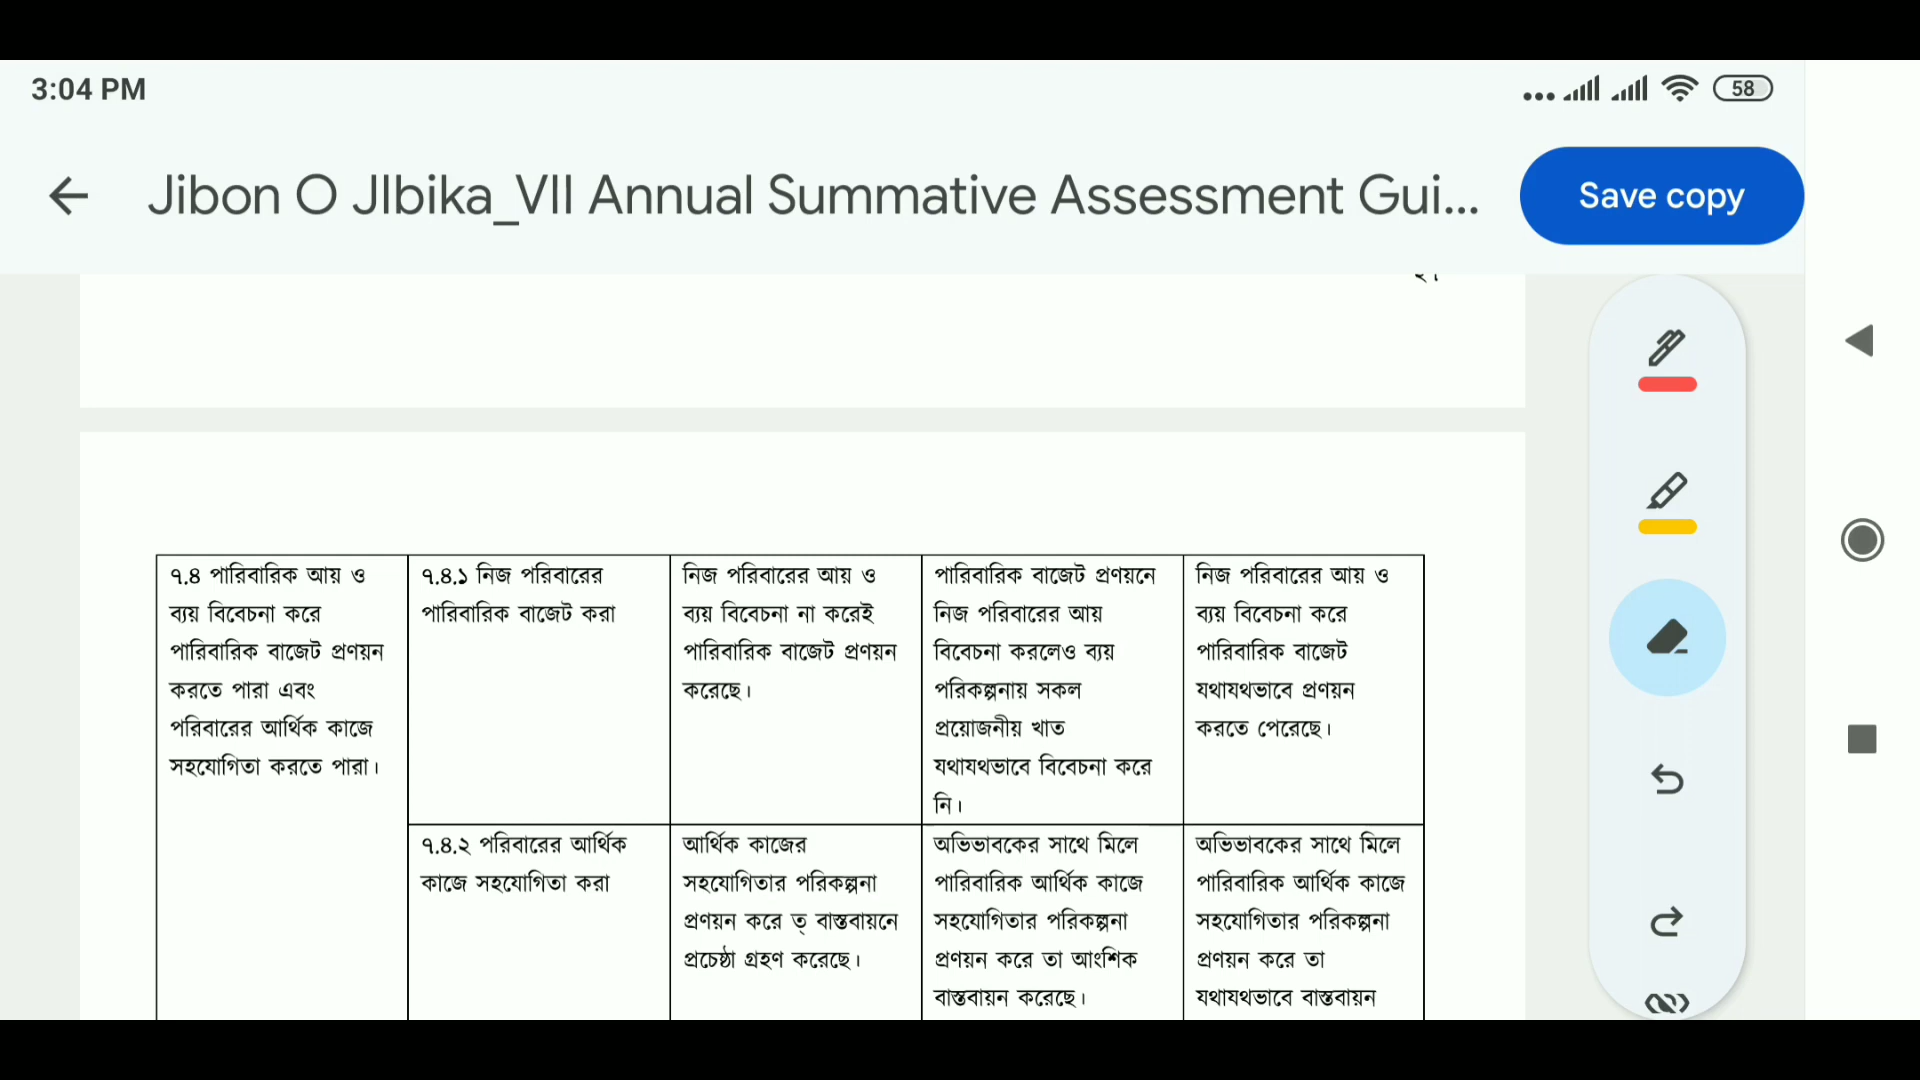 3:04 PM
58
Jibon O JIbika_VII Annual Summative Assessment Gui...
Save copy
৭.৪ পারিবারিক আয় ও
ব্যয় বিবেচনা করে
পারিবারিক বাজেট প্রণয়ন
করতে পারা এবং
পরিবারের আর্থিক কাজে
সহযোগিতা করতে পারা।
৭.৪.১ নিজ পরিবারের
পারিবারিক বাজেট করা
নিজ পরিবারের আয় ও
ব্যয় বিবেচনা না করেই
পারিবারিক বাজেট প্রণয়ন
করেছে।
পারিবারিক বাজেট প্রণয়নে
নিজ পরিবারের আয়
বিবেচনা করলেও ব্যয়
পরিকল্পনায় সকল
প্রয়োজনীয় খাত
যথাযথভাবে বিবেচনা করে
নি।
নিজ পরিবারের আয় ও
ব্যয় বিবেচনা করে
পারিবারিক বাজেট
যথাযথভাবে প্রণয়ন
করতে পেরেছে।
৭.৪.২ পরিবারের আর্থিক
কাজে সহযোগিতা করা
আর্থিক কাজের
সহযোগিতার পরিকল্পনা
প্রণয়ন করে ত্ বাস্তবায়নে
প্রচেষ্ঠা গ্রহণ করেছে।
অভিভাবকের সাথে মিলে
পারিবারিক আর্থিক কাজে
সহযোগিতার পরিকল্পনা
প্রণয়ন করে তা আংশিক
বাস্তবায়ন করেছে।
অভিভাবকের সাথে মিলে
পারিবারিক আর্থিক কাজে
সহযোগিতার পরিকল্পনা
প্রণয়ন করে তা
যথাযথভাবে বাস্তবায়ন